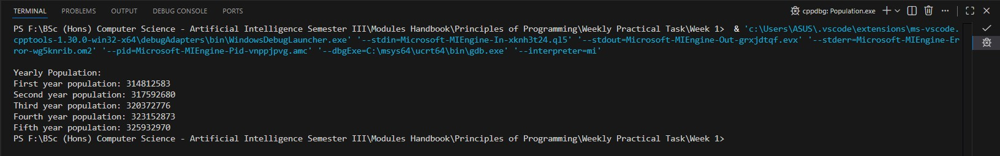 TERMINAL PROBLEMS OUTPUT DEBUG CONSOLE PORTS cppdbg: Population.exe
PS F:\BSc (Hons) Computer Science - Artificial Intelligence Semester III\Modules Handbook\Principles of Programming\Weekly Practical Task\Week 1>  & 'c:\Users\ASUS\.vscode\extensions\ms-vscode.
cpptools-1.30.0-win32-x64\debugAdapters\bin\WindowsDebugLauncher.exe' '--stdin=Microsoft-MIEngine-In-xknh3t24.ql5' '--stdout=Microsoft-MIEngine-Out-grxjdtqf.evx' '--stderr=Microsoft-MIEngine-Er
ror-wg5knrib.om2' '--pid=Microsoft-MIEngine-Pid-vnppjpvg.amc' '--dbgExe=C:\msys64\ucrt64\bin\gdb.exe' '--interpreter=mi'
Yearly Population:
First year population: 314812583
Second year population: 317592680
Third year population: 320372776
Fourth year population: 323152873
Fifth year population: 325932970
PS F:\BSc (Hons) Computer Science - Artificial Intelligence Semester III\Modules Handbook\Principles of Programming\Weekly Practical Task\Week 1>